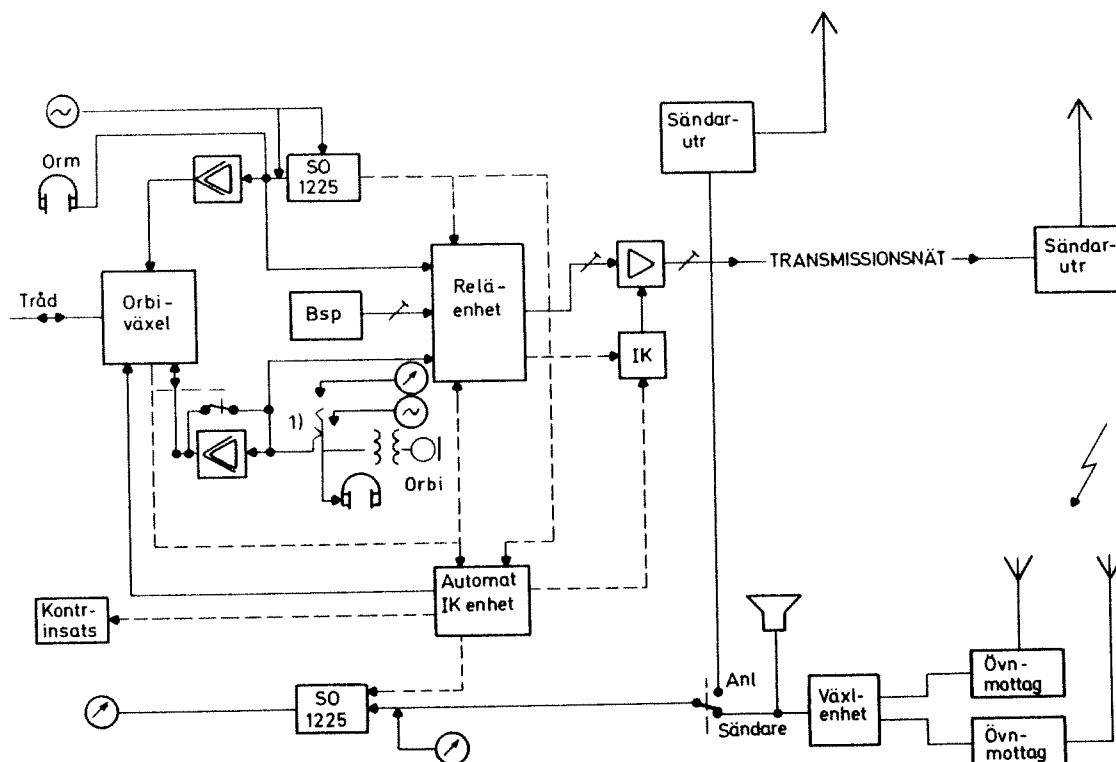 Sändar-
utr
Orm
SO
1225
Sändar-
utr
TRANSMISSIONSNÄT
Relä-
enhet
Tråd
Orbi-
växel
Bsp
IK
1)
Orbi
Automat
IK enhet
Kontr-
insats
Övn-
mottag
Anl
Växl-
enhet
SO
1225
Sändare
Övn-
mottag